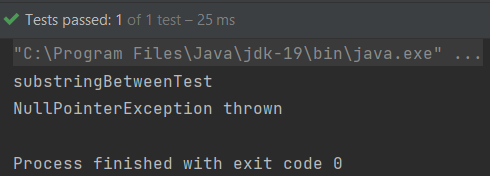 Tests passed: 1 of 1 test – 25 ms
"C:\Program Files\Java\jdk-19\bin\java.exe" ...
substringBetweenTest
NullPointerException thrown
Process finished with exit code 0